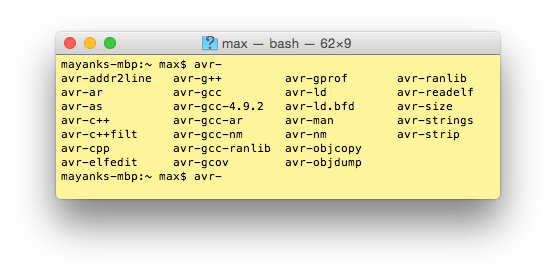 max — bash — 62×9
mayanks-mbp:~ max$ avr-
avr-addr2line avr-g++ avr-gprof avr-ranlib
avr-ar avr-gcc avr-ld avr-readelf
avr-as avr-gcc-4.9.2 avr-ld.bfd avr-size
avr-c++ avr-gcc-ar avr-man avr-strings
avr-c++filt avr-gcc-nm avr-nm avr-strip
avr-cpp avr-gcc-ranlib avr-objcopy
avr-elfedit avr-gcov avr-objdump
mayanks-mbp:~ max$ avr-